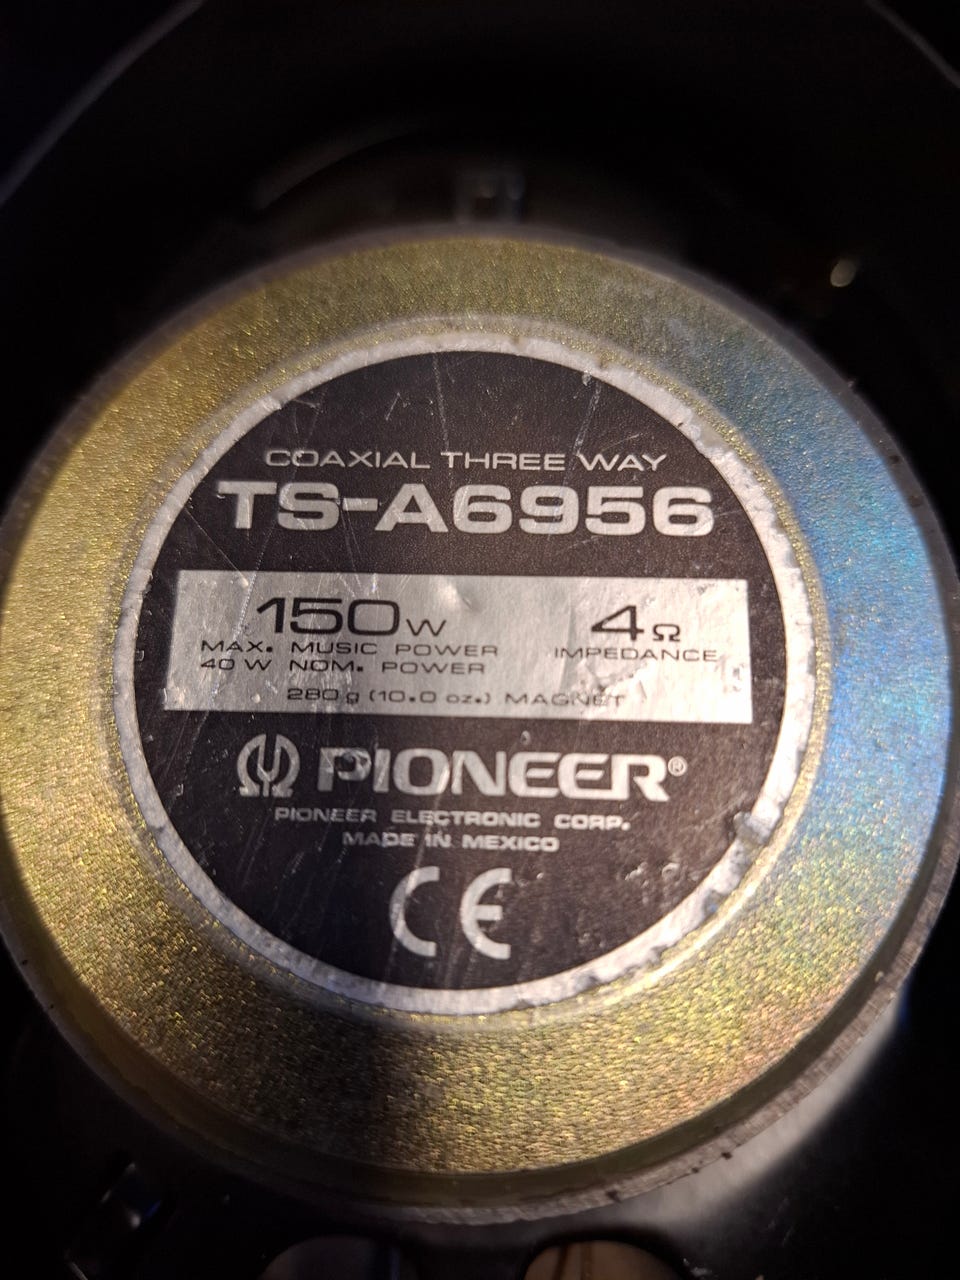 COAXIAL THREE WAY
TS-A6956
150W
MAX. MUSIC POWER
40 W NOM. POWER
4Ω
IMPEDANCE
280g (10.0 oz.) MAGNET
PIONEER®
PIONEER ELECTRONIC CORP.
MADE IN MEXICO
CE